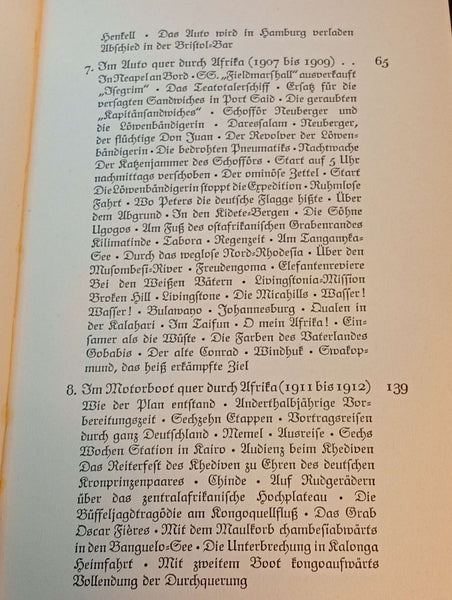 Henkell · Das Auto wird in Hamburg verladen
Abschied in der Bristol-Bar
7. Im Auto quer durch Afrika (1907 bis 1909) . . 65
In Neapel an Bord · SS. „Fieldmarshall" ausverkauft
„Isegrim" · Das Teatotalerschiff · Ersatz für die
versagten Sandwiches in Port Said · Die geraubten
„Kapitänsandwiches" · Schofför Neuberger und
die Löwenbändigerin · Daressalam · Neuberger,
der flüchtige Don Juan · Der Revolver der Löwen-
bändigerin · Die bedrohten Pneumatiks · Nachtwache
Der Katzenjammer des Schofförs · Start auf 5 Uhr
nachmittags verschoben · Der ominöse Zettel · Start
Die Löwenbändigerin stoppt die Expedition · Ruhmlose
Fahrt · Wo Peters die deutsche Flagge hißte · Über
dem Abgrund · In den Kidete-Bergen · Die Söhne
Ugogos · Am Fuß des ostafrikanischen Grabenrandes
Kilimatinde · Tabora · Regenzeit · Am Tanganyka-
See · Durch das weglose Nord-Rhodesia · Über den
Musombesi-River · Freudengoma · Elefantenreviere
Bei den Weißen Vätern · Livingstonia-Mission
Broken Hill · Livingstone · Die Micahills · Wasser!
Wasser! · Bulawayo · Johannesburg · Qualen in
der Kalahari · Im Taifun · O mein Afrika! · Ein-
samer als die Wüste · Die Farben des Vaterlandes
Gobabis · Der alte Conrad · Windhuk · Swakop-
mund, das heiß erkämpfte Ziel
8. Im Motorboot quer durch Afrika (1911 bis 1912) 139
Wie der Plan entstand · Anderthalbjährige Vor-
bereitungszeit · Sechzehn Etappen · Vortragsreisen
durch ganz Deutschland · Memel · Ausreise · Sechs
Wochen Station in Kairo · Audienz beim Khediven
Das Reiterfest des Khediven zu Ehren des deutschen
Kronprinzenpaares · Chinde · Auf Rudgerädern
über das zentralafrikanische Hochplateau · Die
Büffeljagdtragödie am Kongoquellfluß · Das Grab
Oscar Fières · Mit dem Maulkorb chambesiabwärts
in den Banguelo-See · Die Unterbrechung in Kalonga
Heimfahrt · Mit zweitem Boot kongoaufwärts
Vollendung der Durchquerung